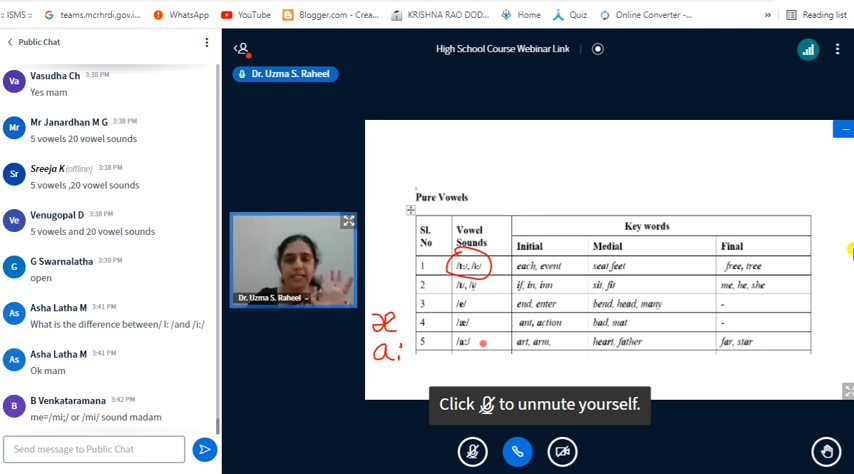 :: ISMS ::
teams.mcrhrdi.gov.i...
WhatsApp
YouTube
Blogger.com - Crea...
KRISHNA RAO DOD...
Home
Quiz
Online Converter -...
»
Reading list
Public Chat
Va
Vasudha Ch 3:38 PM
Yes mam
Mr
Mr Janardhan M G 3:38 PM
5 vowels 20 vowel sounds
Sr
Sreeja K (offline) 3:38 PM
5 vowels ,20 vowel sounds
Ve
Venugopal D 3:38 PM
5 vowels and 20 vowel sounds
G
G Swarnalatha 3:39 PM
open
As
Asha Latha M 3:41 PM
What is the difference between/ I: /and /i:/
As
Asha Latha M 3:41 PM
Ok mam
B
B Venkataramana 3:42 PM
me=/mi;/ or /mi/ sound madam
Send message to Public Chat
High School Course Webinar Link
Dr. Uzma S. Raheel
Dr. Uzma S. Raheel
Pure Vowels
Sl. No Vowel Sounds Key words
Initial Medial Final
1 /I:/, /i:/ each, event seat feet free, tree
2 /I/, /i/ if, in, inn sit, fit me, he, she
3 /e/ end, enter bend, head, many -
4 /æ/ ant, action bad, mat -
5 /a:/ art, arm, heart, father far, star
æ
a:
Click to unmute yourself.